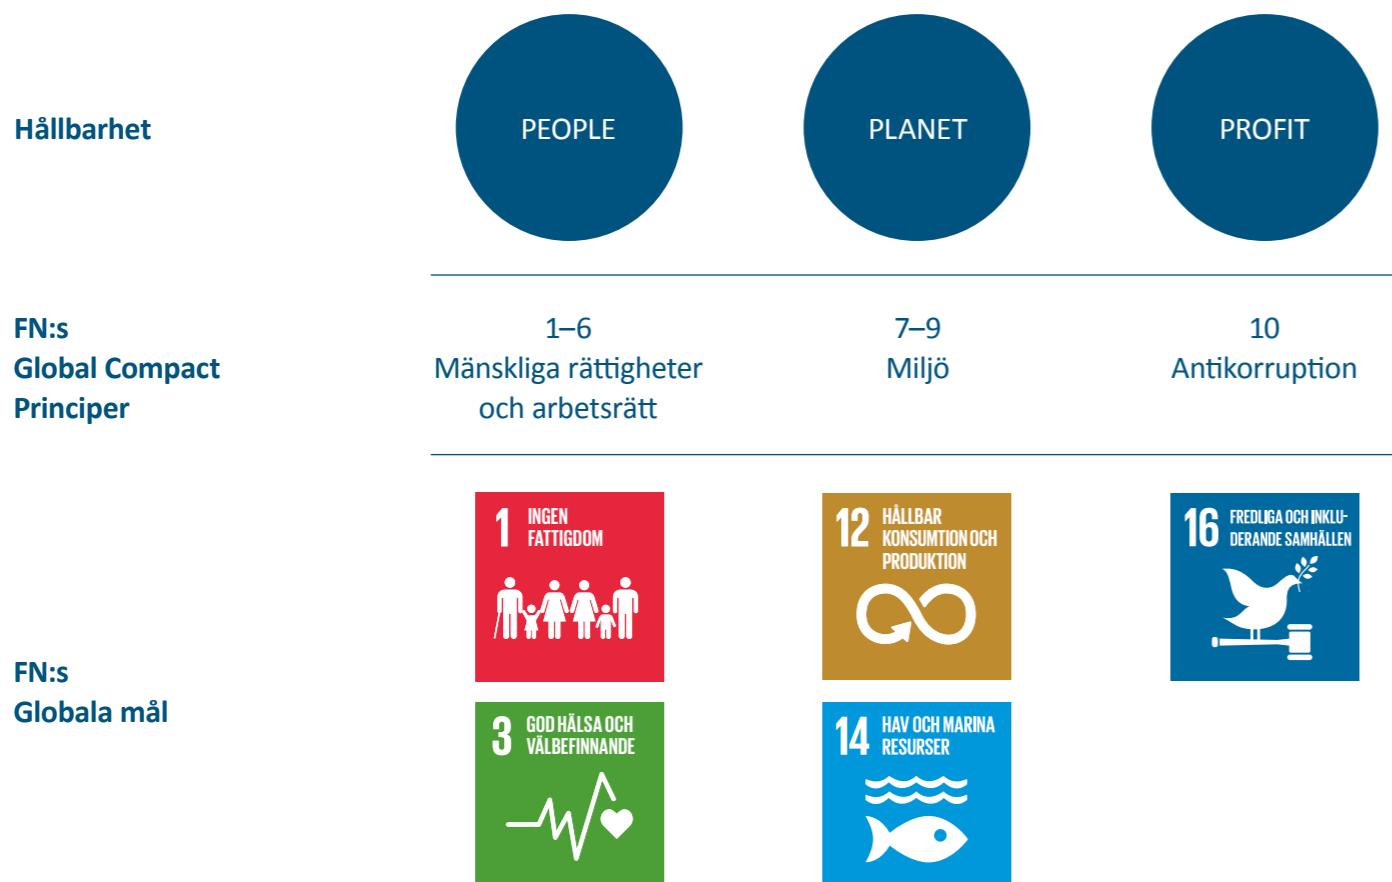 Hållbarhet
PEOPLE
PLANET
PROFIT
FN:s
Global Compact
Principer
1–6
Mänskliga rättigheter
och arbetsrätt
7–9
Miljö
10
Antikorruption
FN:s
Globala mål
1 INGEN
FATTIGDOM
12 HÅLLBAR
KONSUMTION OCH
PRODUKTION
16 FREDLIGA OCH INKLU-
DERANDE SAMHÄLLEN
3 GOD HÄLSA OCH
VÄLBEFINNANDE
14 HAV OCH MARINA
RESURSER